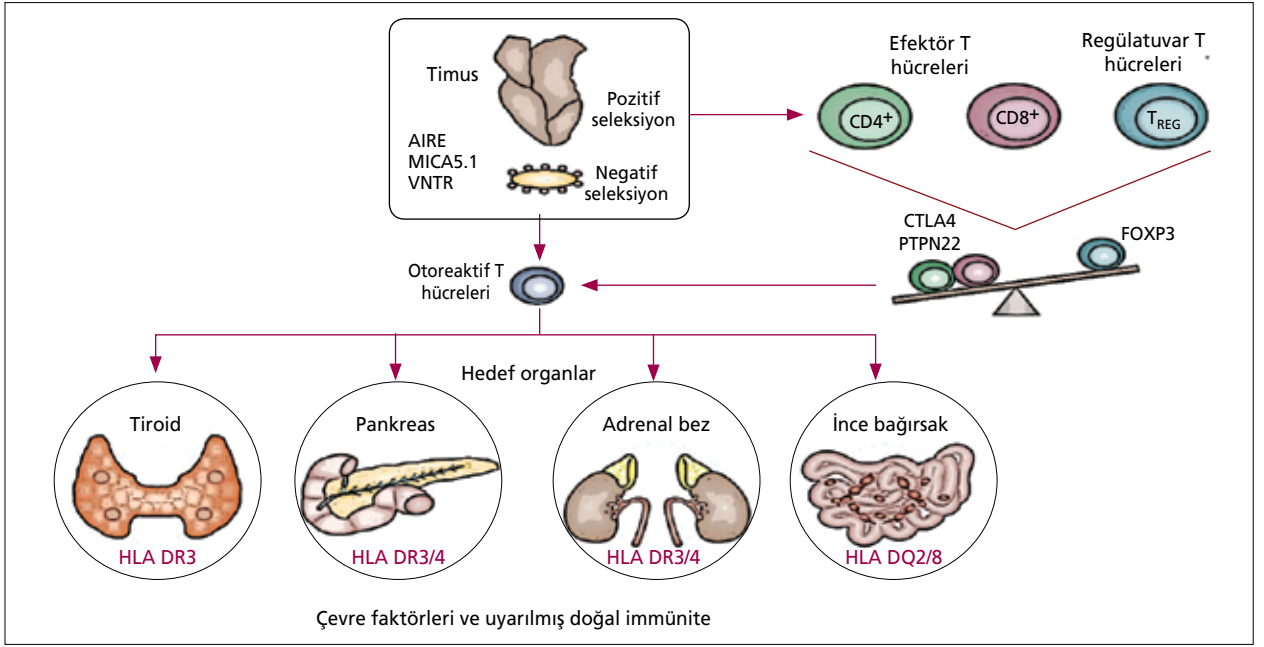 Timus
Pozitif
seleksiyon
AIRE
MICA5.1
VNTR
Negatif
seleksiyon
Efektör T
hücreleri
Regülatuvar T
hücreleri
CD4+
CD8+
TREG
CTLA4
PTPN22
FOXP3
Otoreaktif T
hücreleri
Hedef organlar
Tiroid
HLA DR3
Pankreas
HLA DR3/4
Adrenal bez
HLA DR3/4
İnce bağırsak
HLA DQ2/8
Çevre faktörleri ve uyarılmış doğal immünite